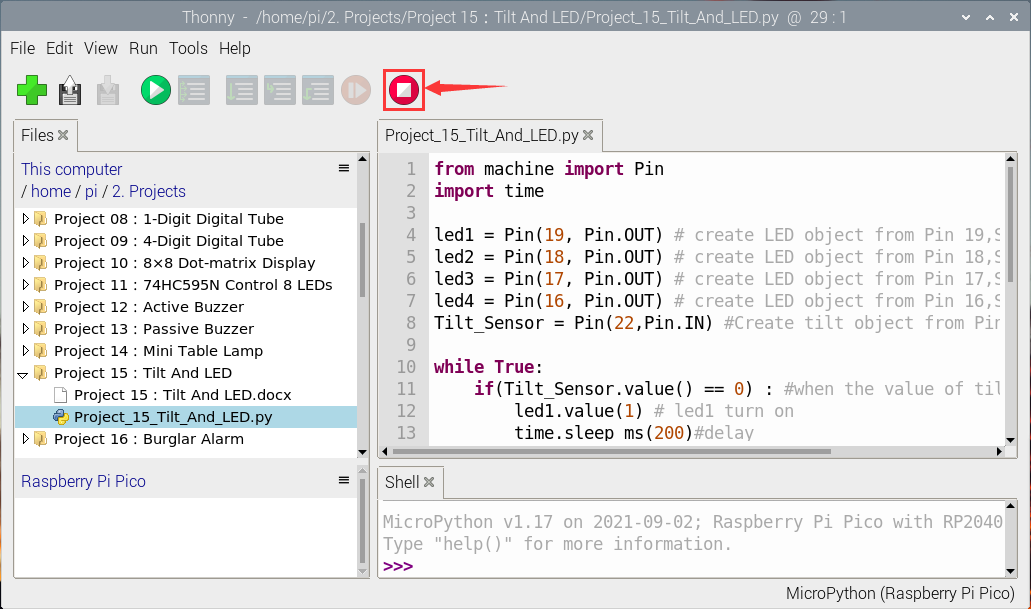 Thonny - /home/pi/2. Projects/Project 15 : Tilt And LED/Project_15_Tilt_And_LED.py @ 29 : 1
File Edit View Run Tools Help
Files
This computer
/ home / pi / 2. Projects
Project 08 : 1-Digit Digital Tube
Project 09 : 4-Digit Digital Tube
Project 10 : 8×8 Dot-matrix Display
Project 11 : 74HC595N Control 8 LEDs
Project 12 : Active Buzzer
Project 13 : Passive Buzzer
Project 14 : Mini Table Lamp
Project 15 : Tilt And LED
Project 15 : Tilt And LED.docx
Project_15_Tilt_And_LED.py
Project 16 : Burglar Alarm
Raspberry Pi Pico
Project_15_Tilt_And_LED.py
1 from machine import Pin
2 import time
3
4 led1 = Pin(19, Pin.OUT) # create LED object from Pin 19,S
5 led2 = Pin(18, Pin.OUT) # create LED object from Pin 18,S
6 led3 = Pin(17, Pin.OUT) # create LED object from Pin 17,S
7 led4 = Pin(16, Pin.OUT) # create LED object from Pin 16,S
8 Tilt_Sensor = Pin(22,Pin.IN) #Create tilt object from Pin
9
10 while True:
11 if(Tilt_Sensor.value() == 0) : #when the value of til
12 led1.value(1) # led1 turn on
13 time.sleep_ms(200)#delay
Shell
MicroPython v1.17 on 2021-09-02; Raspberry Pi Pico with RP2040
Type "help()" for more information.
>>>
MicroPython (Raspberry Pi Pico)